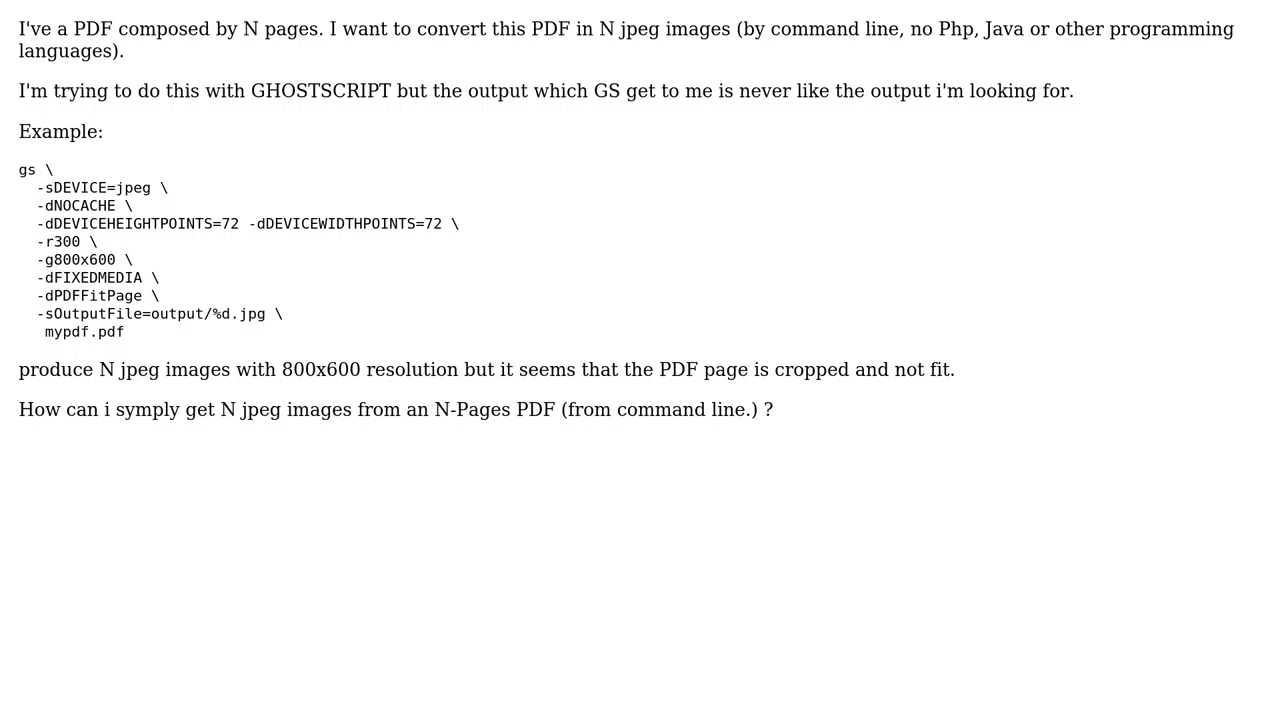 I've a PDF composed by N pages. I want to convert this PDF in N jpeg images (by command line, no Php, Java or other programming
languages).
I'm trying to do this with GHOSTSCRIPT but the output which GS get to me is never like the output i'm looking for.
Example:
gs \
  -sDEVICE=jpeg \
  -dNOCACHE \
  -dDEVICEHEIGHTPOINTS=72 -dDEVICEWIDTHPOINTS=72 \
  -r300 \
  -g800x600 \
  -dFIXEDMEDIA \
  -dPDFFitPage \
  -sOutputFile=output/%d.jpg \
   mypdf.pdf
produce N jpeg images with 800x600 resolution but it seems that the PDF page is cropped and not fit.
How can i symply get N jpeg images from an N-Pages PDF (from command line.) ?